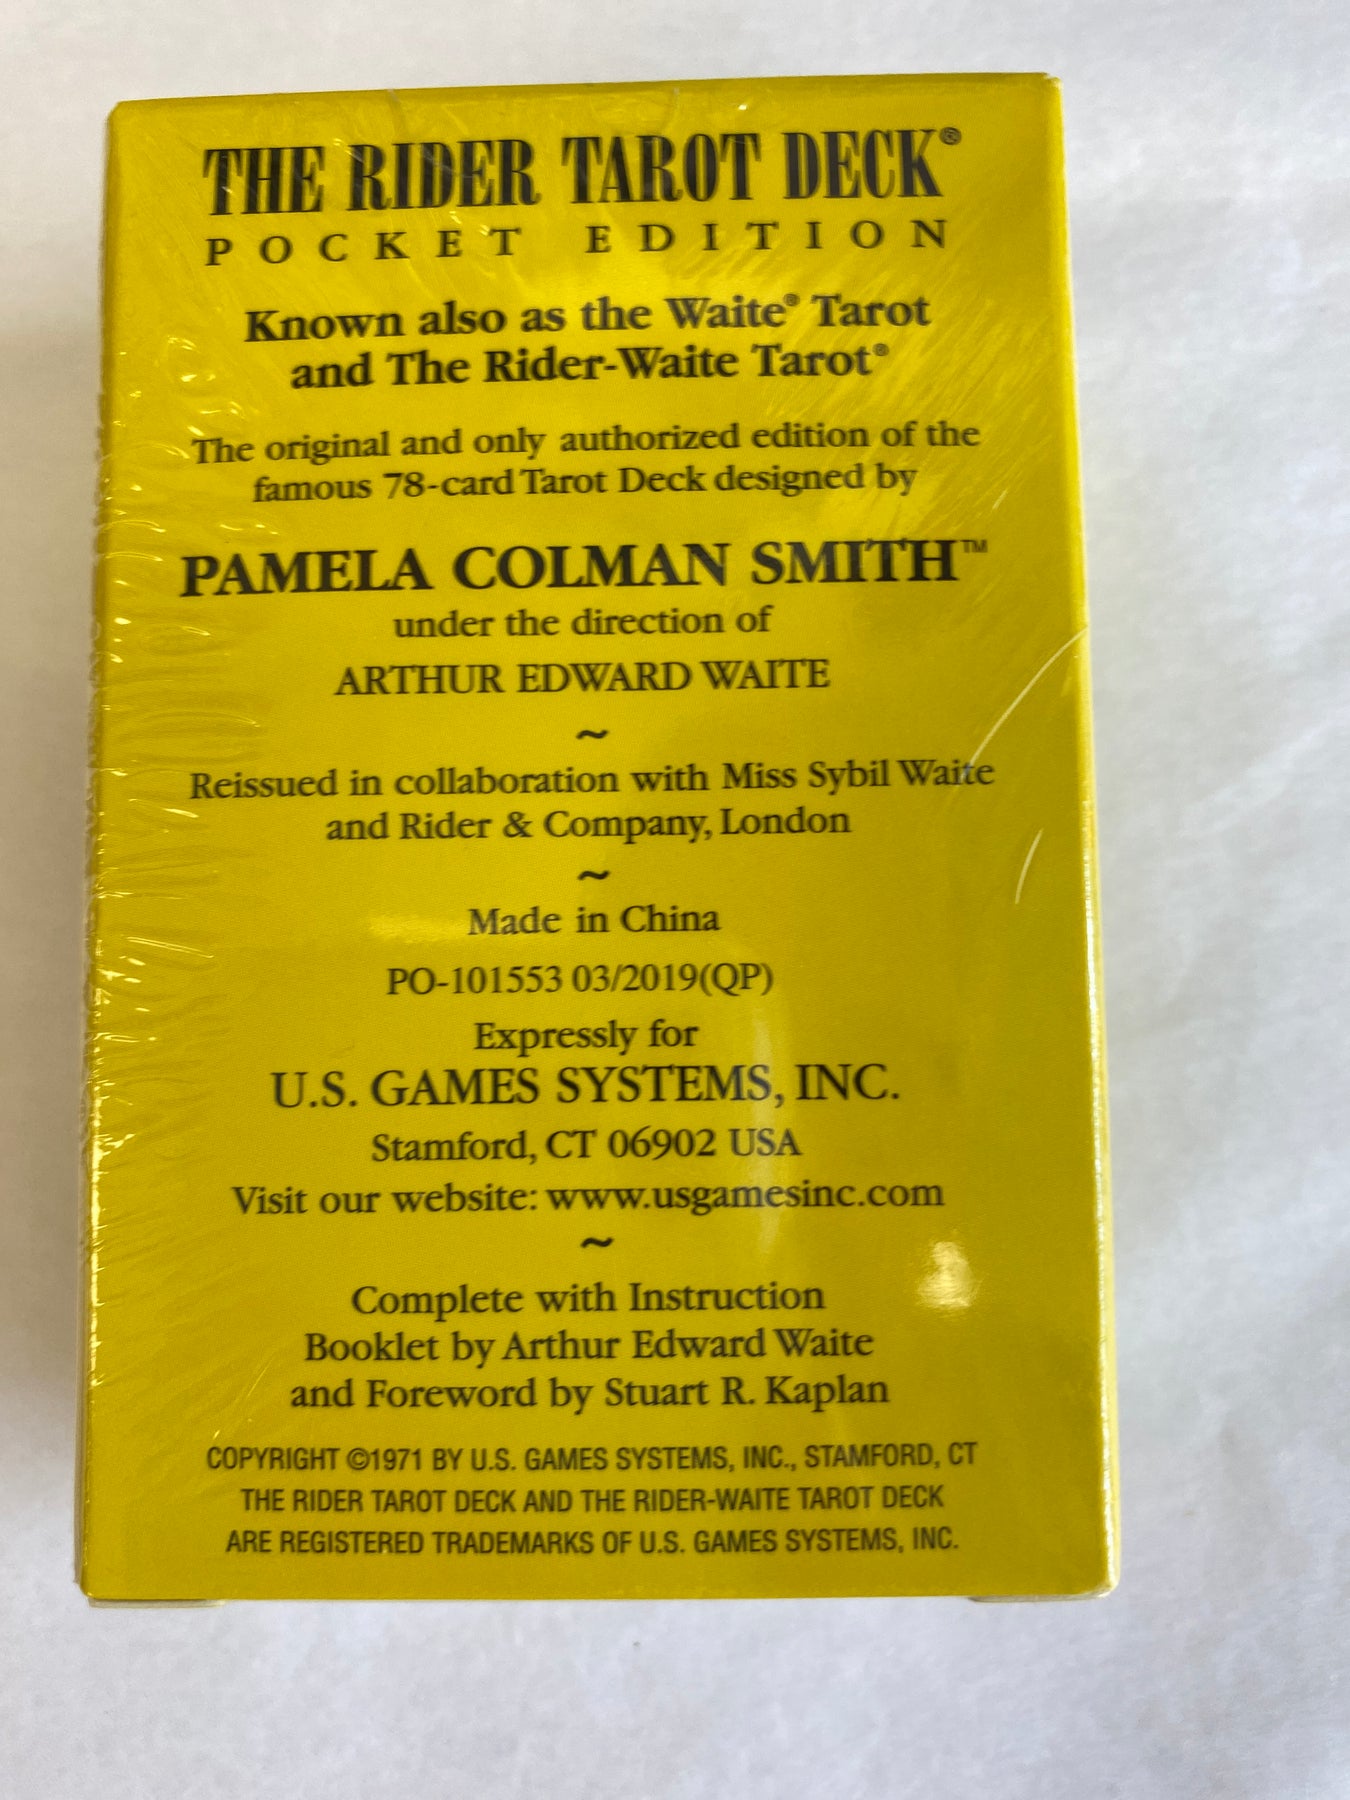 THE RIDER TAROT DECK®
POCKET EDITION
Known also as the Waite® Tarot
and The Rider-Waite Tarot®
The original and only authorized edition of the
famous 78-card Tarot Deck designed by
PAMELA COLMAN SMITH™
under the direction of
ARTHUR EDWARD WAITE
~
Reissued in collaboration with Miss Sybil Waite
and Rider & Company, London
~
Made in China
PO-101553 03/2019(QP)
Expressly for
U.S. GAMES SYSTEMS, INC.
Stamford, CT 06902 USA
Visit our website: www.usgamesinc.com
~
Complete with Instruction
Booklet by Arthur Edward Waite
and Foreword by Stuart R. Kaplan
COPYRIGHT ©1971 BY U.S. GAMES SYSTEMS, INC., STAMFORD, CT
THE RIDER TAROT DECK AND THE RIDER-WAITE TAROT DECK
ARE REGISTERED TRADEMARKS OF U.S. GAMES SYSTEMS, INC.